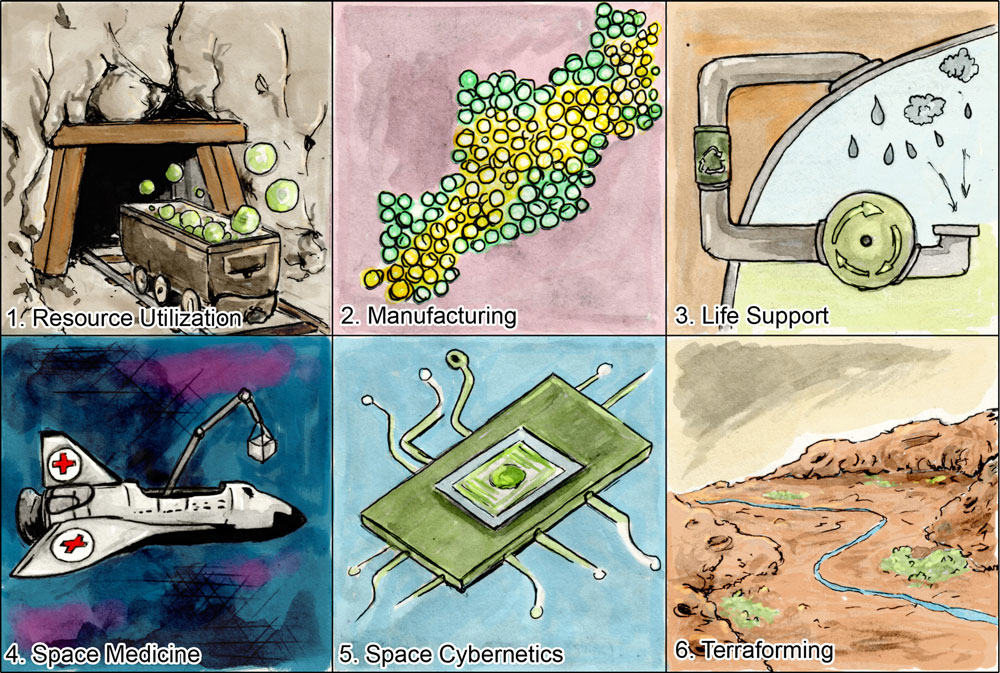 1. Resource Utilization
2. Manufacturing
3. Life Support
4. Space Medicine
5. Space Cybernetics
6. Terraforming